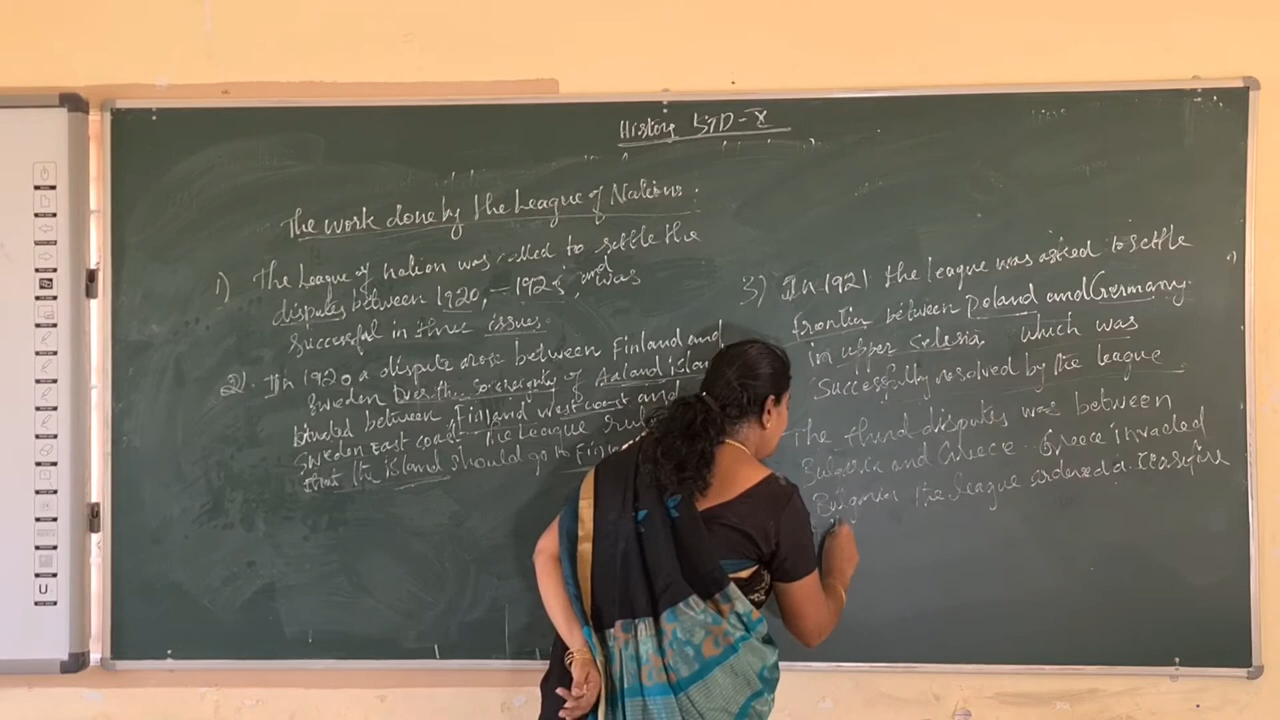 History STD-X
The work done by the League of Nations.
1) The League of nation was called to settle the
disputes between 1920, - 1925, and was
successful in three issues.
2) In 1920 a dispute arose between Finland and
Sweden over the sovereignty of Aaland islan
located between Finland west coast and
Sweden East coast The League rul
that the island should go to Fin
3) In 1921 the league was asked to settle
frontier between Poland and Germany.
in upper selesia, which was
successfully resolved by the league
The third disputes was between
Bulgaria and Greece. Greece invaded
Bulgaria the league ordered a ceasefire
U